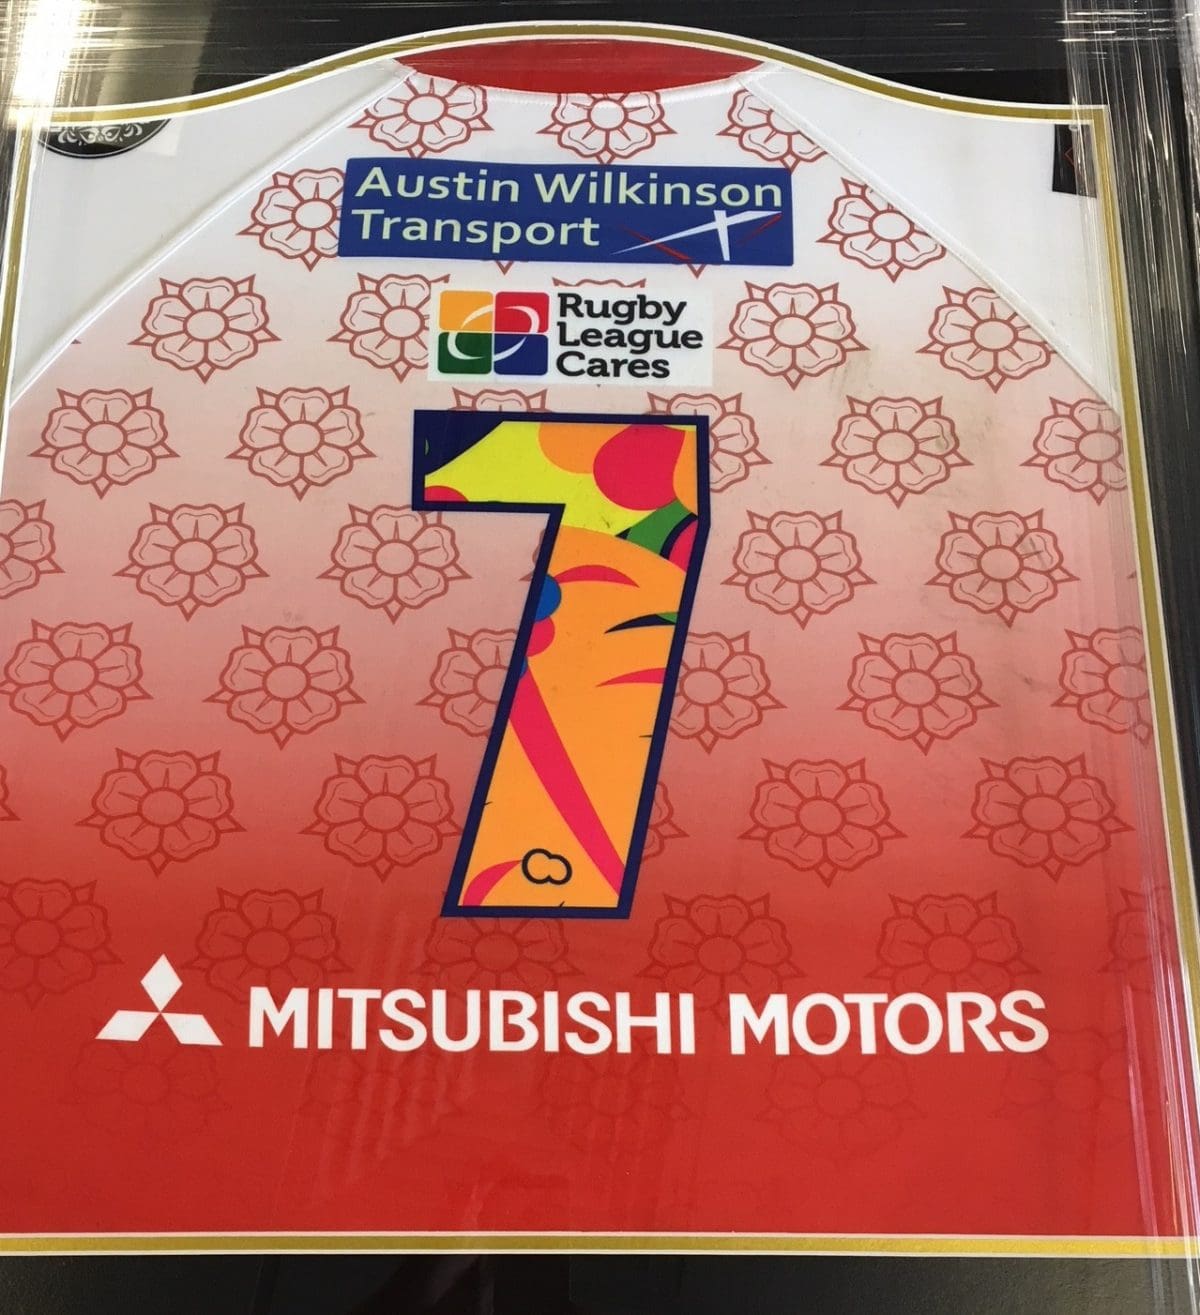 Austin Wilkinson
Transport
Rugby
League
Cares
7
MITSUBISHI MOTORS